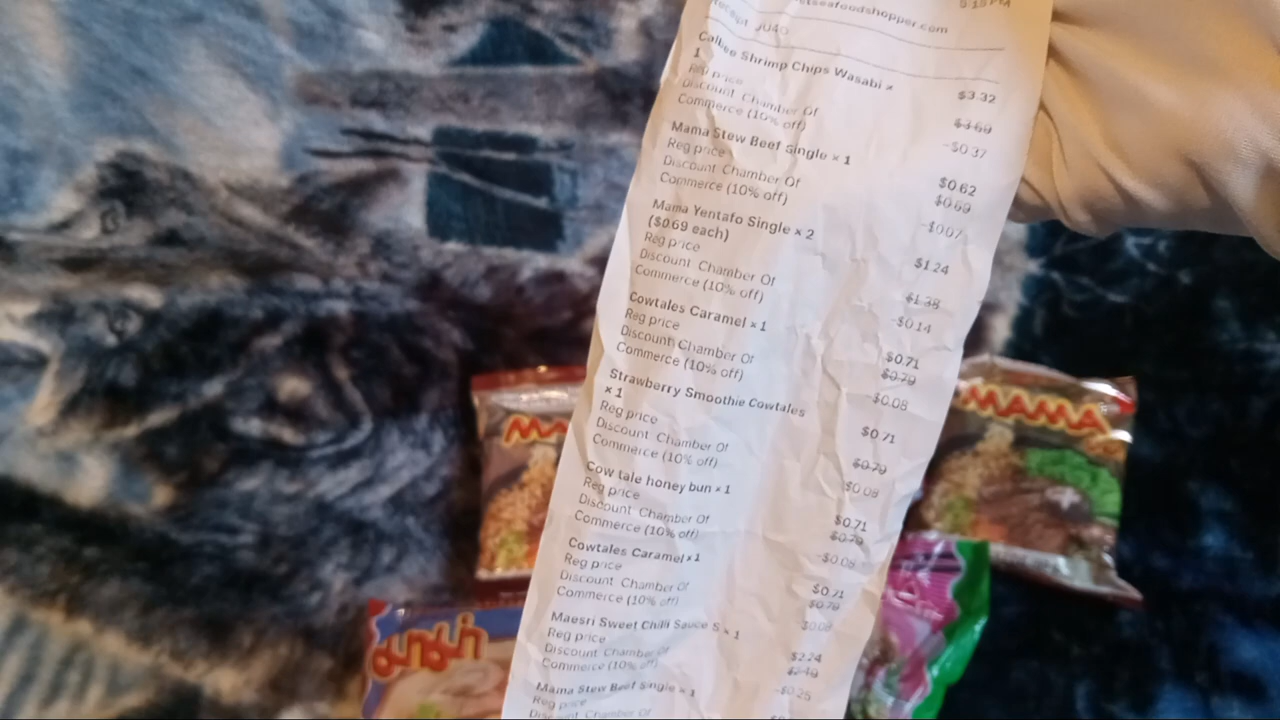 etseafoodshopper.com
Calbee Shrimp Chips Wasabi ×
1
$3.32
Reg price
$3.69
Discount Chamber Of
Commerce (10% off)
-$0.37
Mama Stew Beef Single × 1
$0.62
Reg price
$0.69
Discount Chamber Of
Commerce (10% off)
-$0.07
Mama Yentafo Single × 2
($0.69 each)
$1.24
Reg price
$1.38
Discount Chamber Of
Commerce (10% off)
-$0.14
Cowtales Caramel × 1
$0.71
Reg price
$0.79
Discount Chamber Of
Commerce (10% off)
-$0.08
Strawberry Smoothie Cowtales
× 1
$0.71
Reg price
$0.79
Discount Chamber Of
Commerce (10% off)
-$0.08
Cow tale honey bun × 1
$0.71
Reg price
$0.79
Discount Chamber Of
Commerce (10% off)
-$0.08
Cowtales Caramel × 1
$0.71
Reg price
$0.79
Discount Chamber Of
Commerce (10% off)
$0.08
Maesri Sweet Chilli Sauce S × 1
$2.24
Reg price
$2.49
Discount Chamber Of
Commerce (10% off)
-$0.25
Mama Stew Beef Single × 1
Reg price
Discount Chamber Of
MA
MAMA